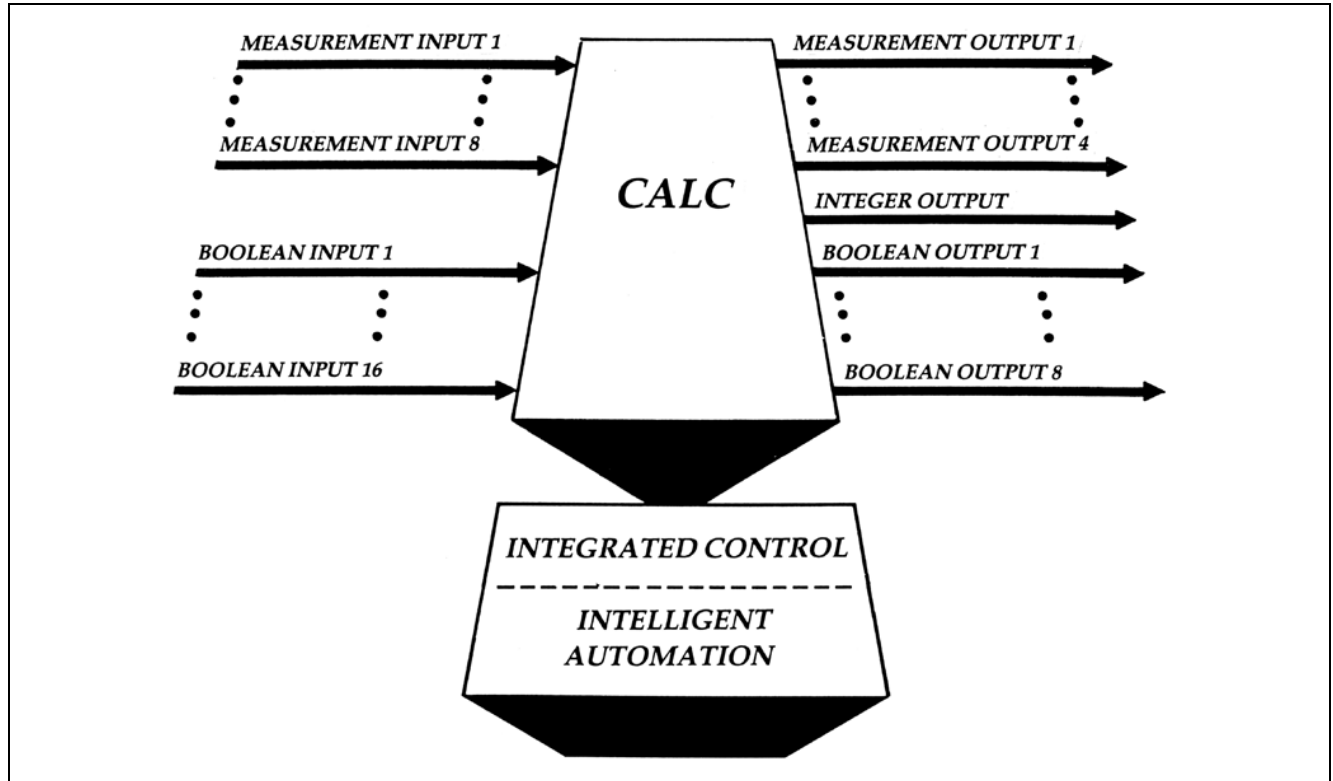 MEASUREMENT INPUT 1
MEASUREMENT OUTPUT 1
MEASUREMENT INPUT 8
MEASUREMENT OUTPUT 4
CALC
INTEGER OUTPUT
BOOLEAN INPUT 1
BOOLEAN OUTPUT 1
BOOLEAN INPUT 16
BOOLEAN OUTPUT 8
INTEGRATED CONTROL
INTELLIGENT
AUTOMATION